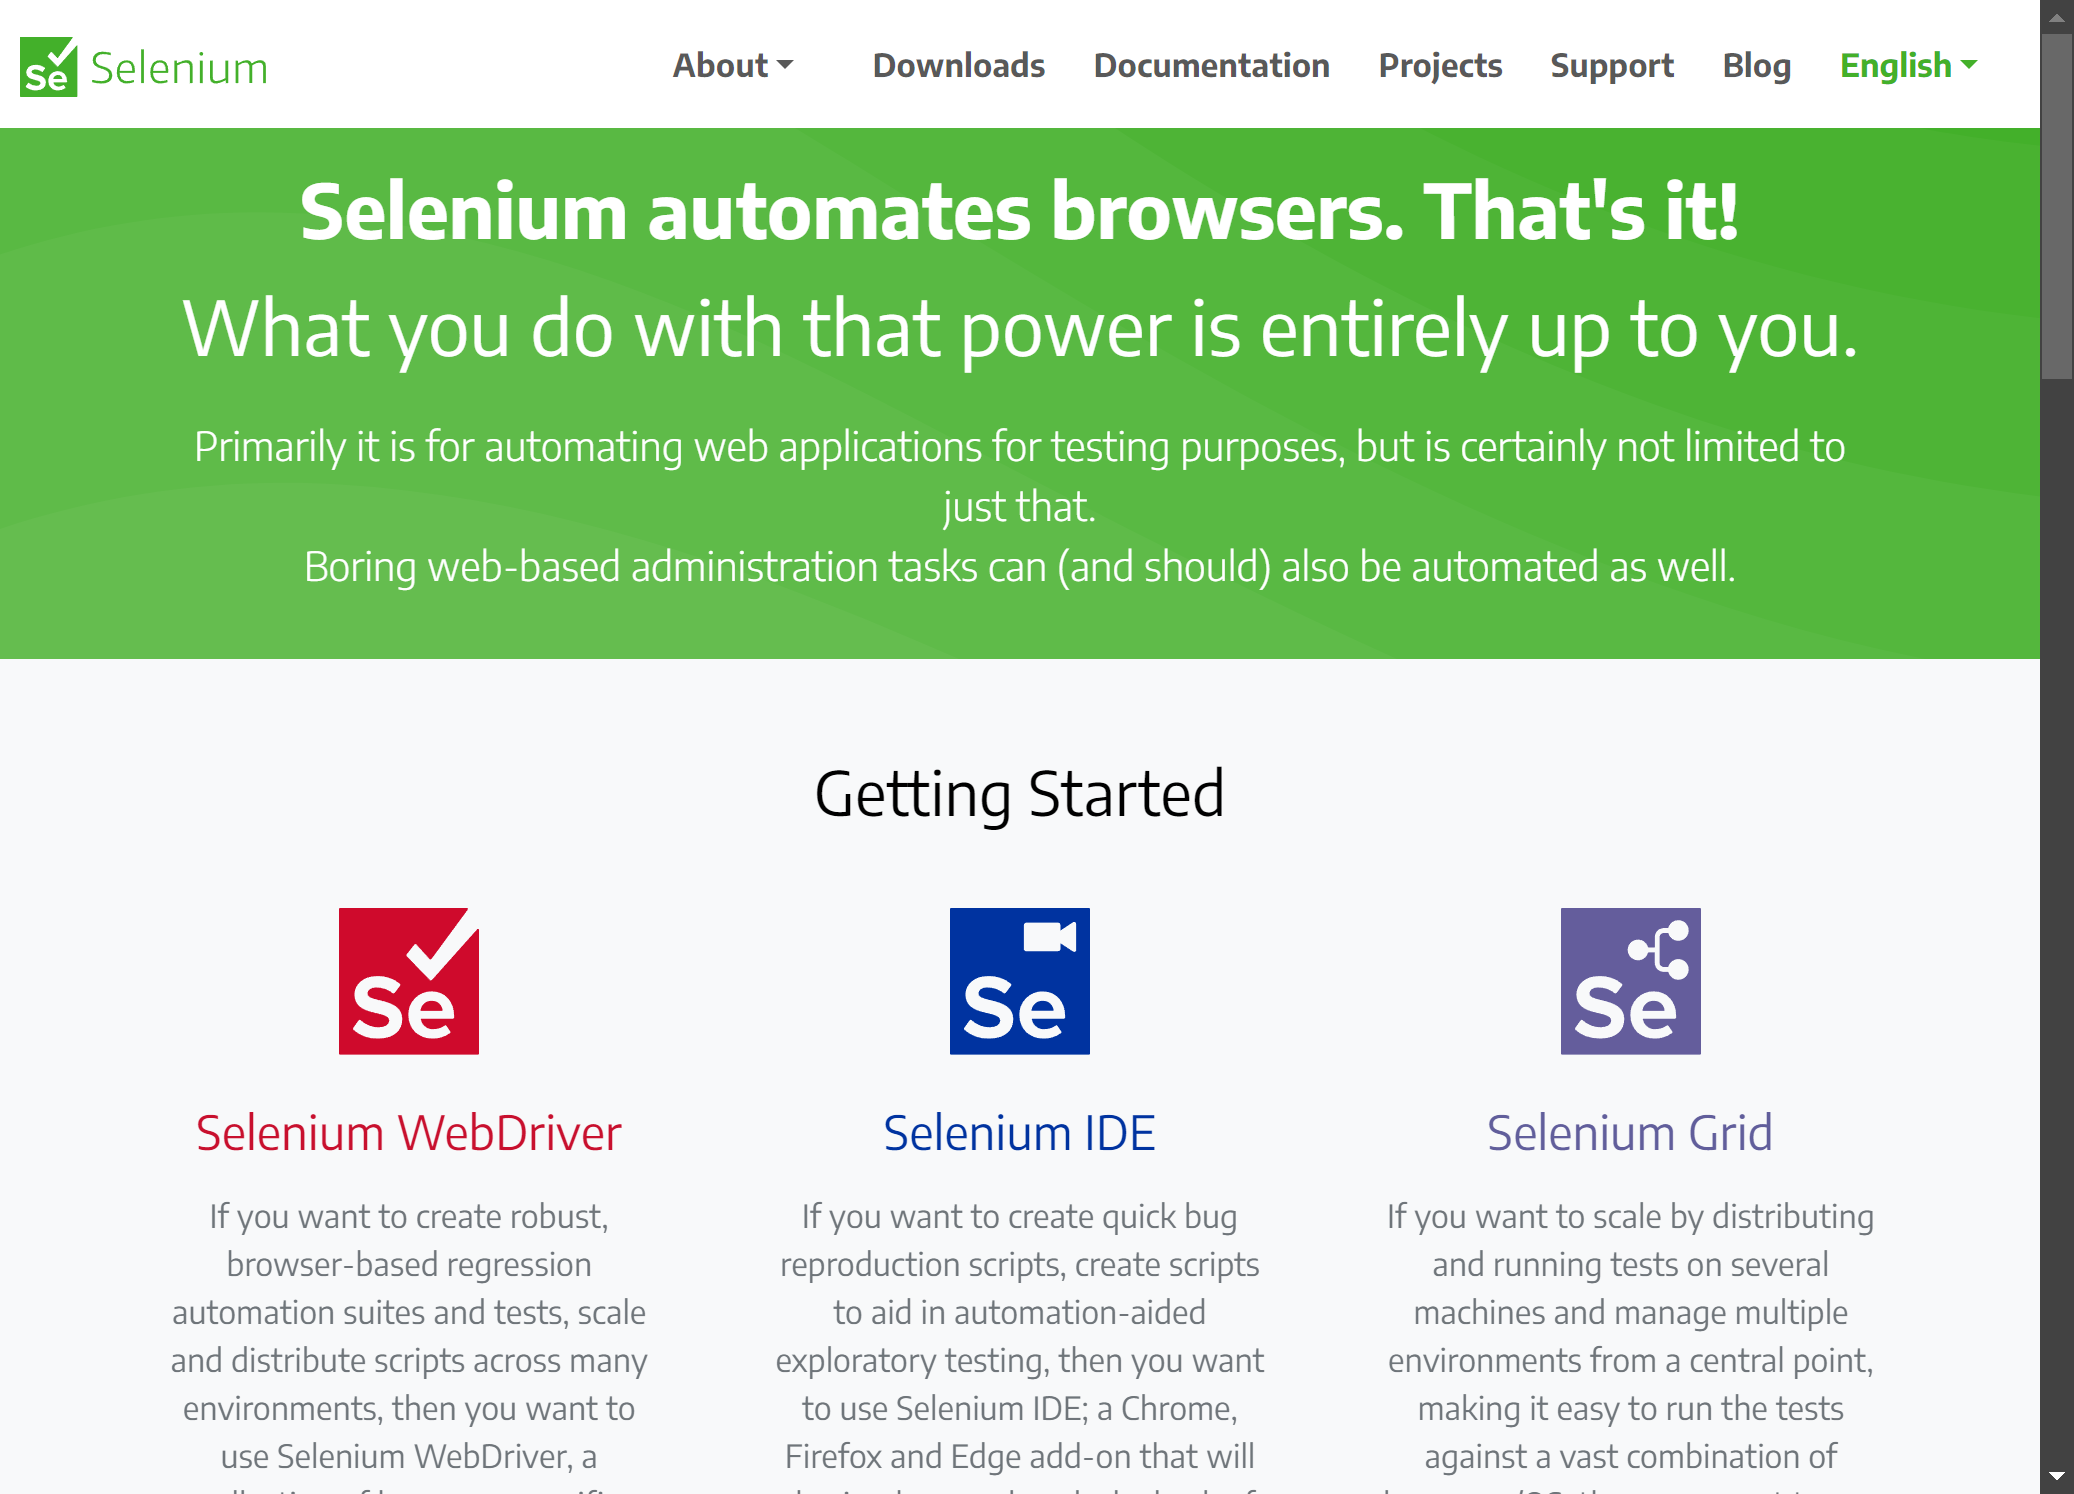 Se Selenium
About Downloads Documentation Projects Support Blog English
Selenium automates browsers. That's it!
What you do with that power is entirely up to you.
Primarily it is for automating web applications for testing purposes, but is certainly not limited to
just that.
Boring web-based administration tasks can (and should) also be automated as well.
Getting Started
Se
Selenium WebDriver
If you want to create robust,
browser-based regression
automation suites and tests, scale
and distribute scripts across many
environments, then you want to
use Selenium WebDriver, a
Se
Selenium IDE
If you want to create quick bug
reproduction scripts, create scripts
to aid in automation-aided
exploratory testing, then you want
to use Selenium IDE; a Chrome,
Firefox and Edge add-on that will
Se
Selenium Grid
If you want to scale by distributing
and running tests on several
machines and manage multiple
environments from a central point,
making it easy to run the tests
against a vast combination of